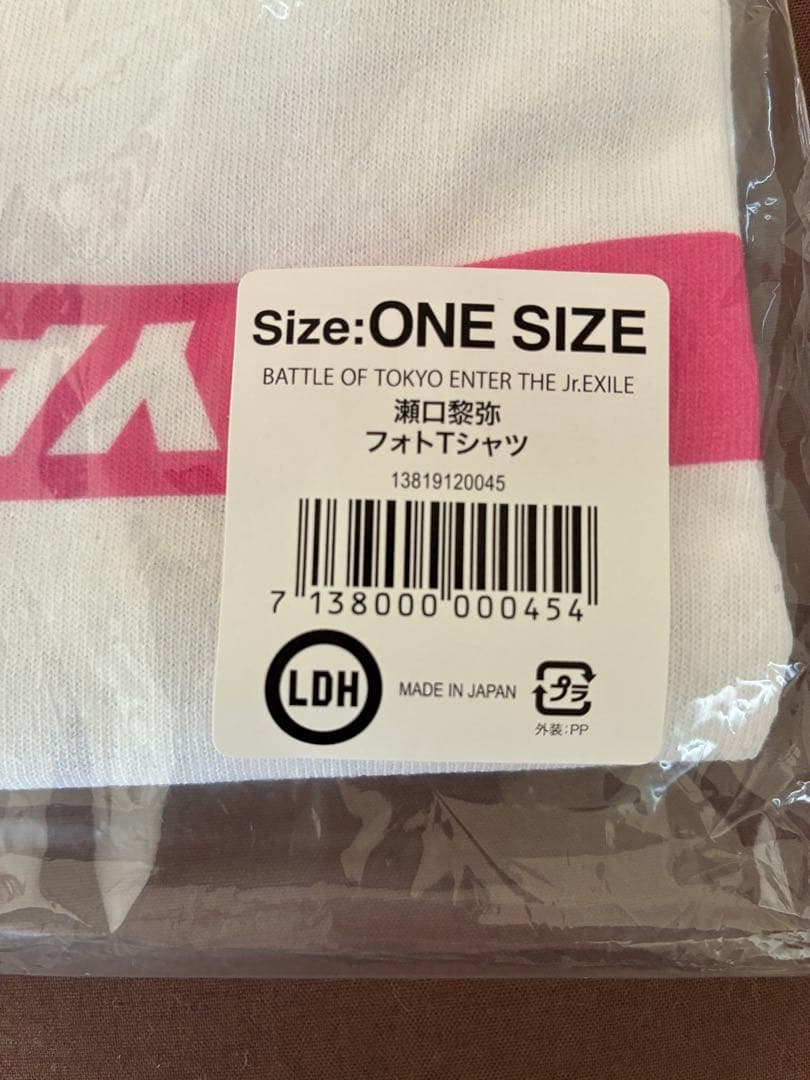 YA
Size:ONE SIZE
BATTLE OF TOKYO ENTER THE Jr.EXILE
瀬口黎弥
フォトTシャツ
13819120045
7 138000 000454
LDH
MADE IN JAPAN
プラ
外装:PP